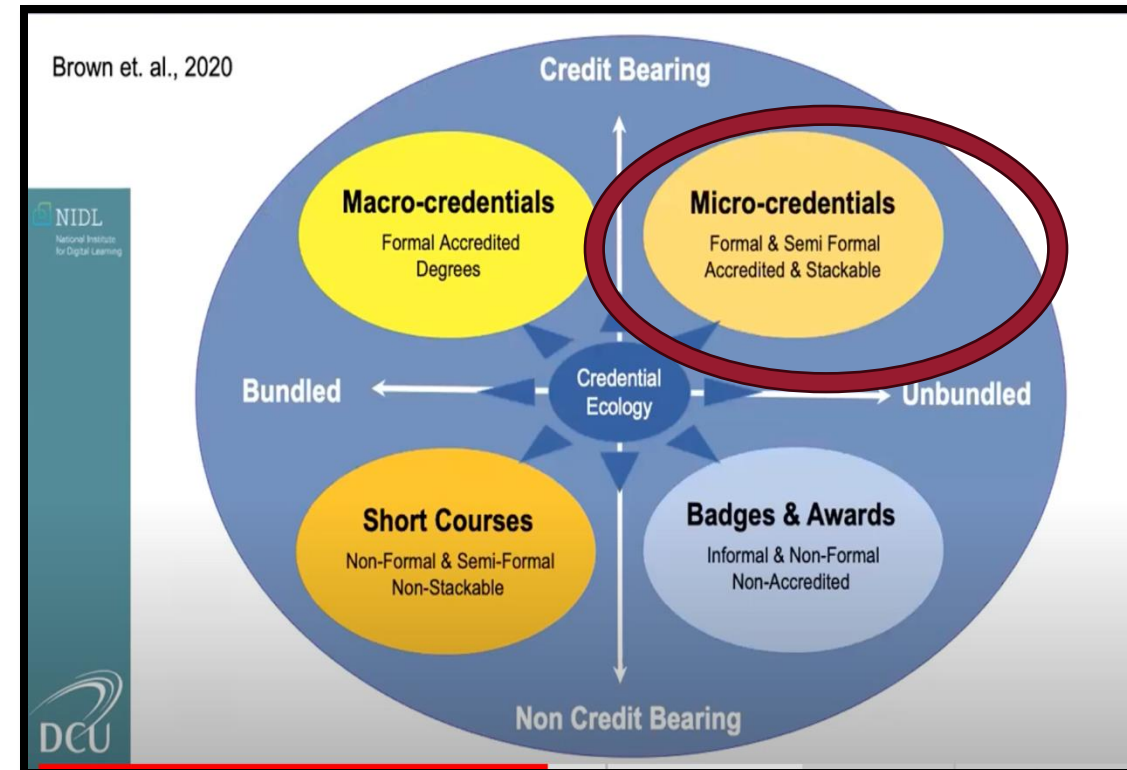 Brown et. al., 2020
Credit Bearing
Macro-credentials
Formal Accredited
Degrees
Micro-credentials
Formal & Semi Formal
Accredited & Stackable
NIDL
National Institute
for Digital Learning
Bundled
Credential
Ecology
Unbundled
Short Courses
Non-Formal & Semi-Formal
Non-Stackable
Badges & Awards
Informal & Non-Formal
Non-Accredited
Non Credit Bearing
DCU